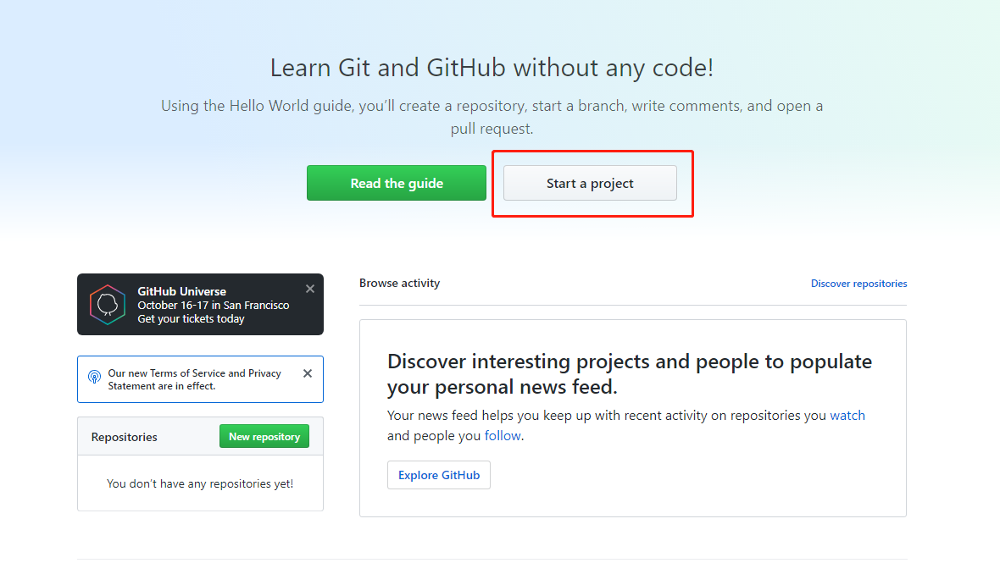 Learn Git and GitHub without any code!
Using the Hello World guide, you’ll create a repository, start a branch, write comments, and open a
pull request.
Read the guide
Start a project
GitHub Universe
October 16-17 in San Francisco
Get your tickets today
Our new Terms of Service and Privacy
Statement are in effect.
Repositories
New repository
You don’t have any repositories yet!
Browse activity
Discover repositories
Discover interesting projects and people to populate
your personal news feed.
Your news feed helps you keep up with recent activity on repositories you watch
and people you follow.
Explore GitHub